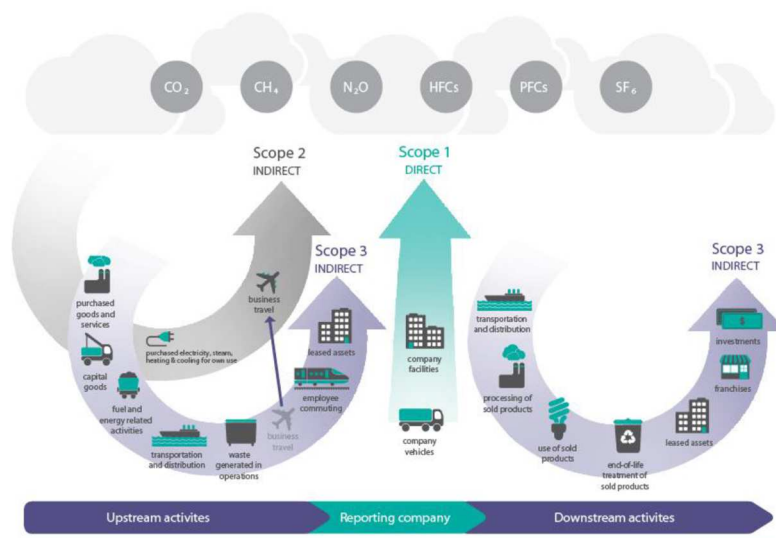 CO₂
CH₄
N₂O
HFCs
PFCs
SF₆
Scope 2
INDIRECT
Scope 1
DIRECT
Scope 3
INDIRECT
Scope 3
INDIRECT
purchased
goods and
services
business
travel
purchased electricity, steam,
heating & cooling for own use
capital
goods
fuel and
energy related
activities
transportation
and distribution
waste
generated in
operations
business
travel
employee
commuting
leased assets
company
facilities
company
vehicles
transportation
and distribution
processing of
sold products
use of sold
products
end-of-life
treatment of
sold products
leased assets
franchises
investments
Upstream activites
Reporting company
Downstream activites